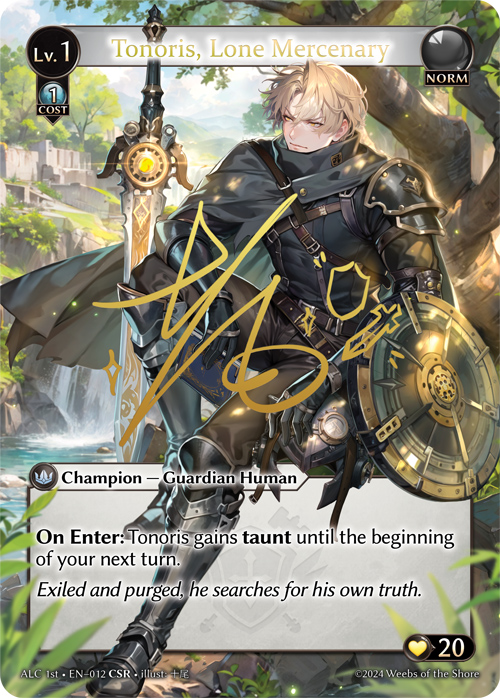 Lv. 1
Tonoris, Lone Mercenary
NORM
1
COST
Champion — Guardian Human
On Enter: Tonoris gains taunt until the beginning
of your next turn.
Exiled and purged, he searches for his own truth.
20
ALC 1st • EN-012 CSR • illust: 十尾
©2024 Weebs of the Shore